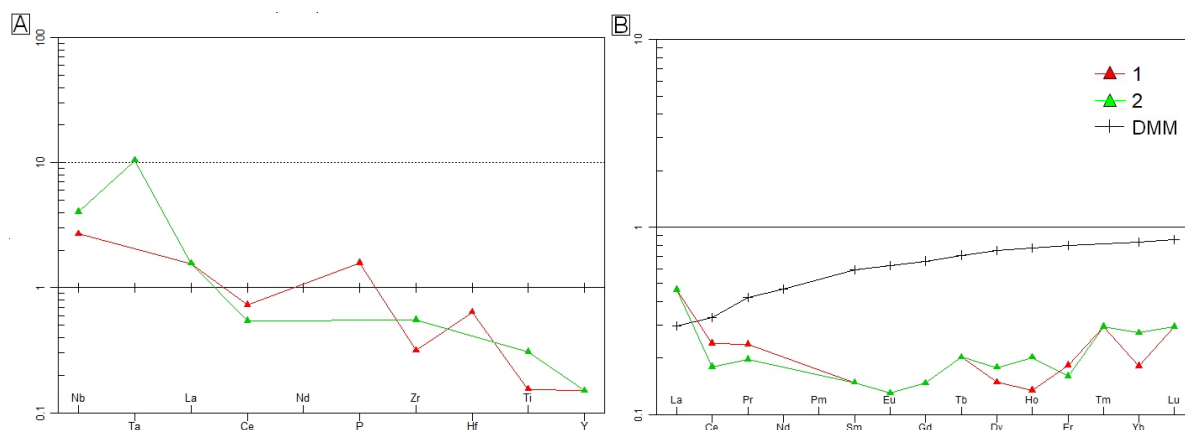 A
100
10
1
0.1
Nb La Nd Zr Ti
Ta Ce P Hf Y
B
10
1
0.1
1
2
DMM
La Pr Pm Eu Tb Ho Tm Lu
Ce Nd Sm Gd Dy Er Yb